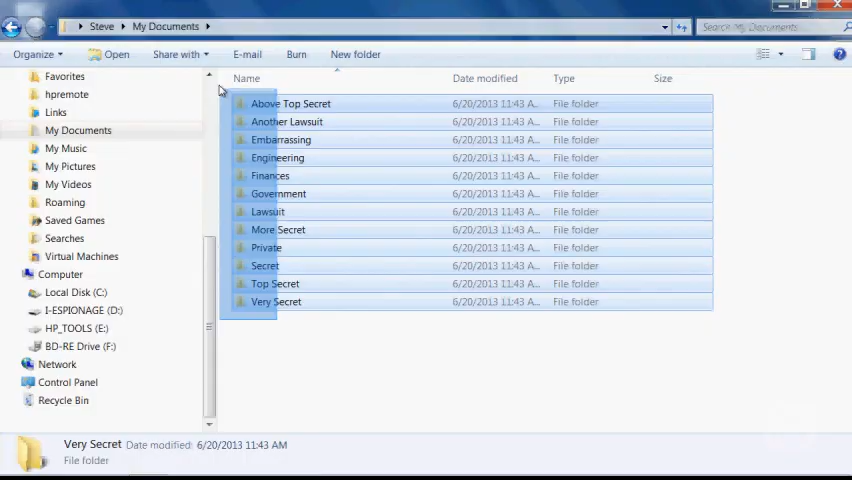 Steve ▸ My Documents ▸ Search My Documents
Organize Open Share with E-mail Burn New folder
Favorites
hpremote
Links
My Documents
My Music
My Pictures
My Videos
Roaming
Saved Games
Searches
Virtual Machines
Computer
Local Disk (C:)
I-ESPIONAGE (D:)
HP_TOOLS (E:)
BD-RE Drive (F:)
Network
Control Panel
Recycle Bin
Name Date modified Type Size
Above Top Secret 6/20/2013 11:43 A... File folder
Another Lawsuit 6/20/2013 11:43 A... File folder
Embarrassing 6/20/2013 11:43 A... File folder
Engineering 6/20/2013 11:43 A... File folder
Finances 6/20/2013 11:43 A... File folder
Government 6/20/2013 11:43 A... File folder
Lawsuit 6/20/2013 11:43 A... File folder
More Secret 6/20/2013 11:43 A... File folder
Private 6/20/2013 11:43 A... File folder
Secret 6/20/2013 11:43 A... File folder
Top Secret 6/20/2013 11:43 A... File folder
Very Secret 6/20/2013 11:43 A... File folder
Very Secret Date modified: 6/20/2013 11:43 AM
File folder